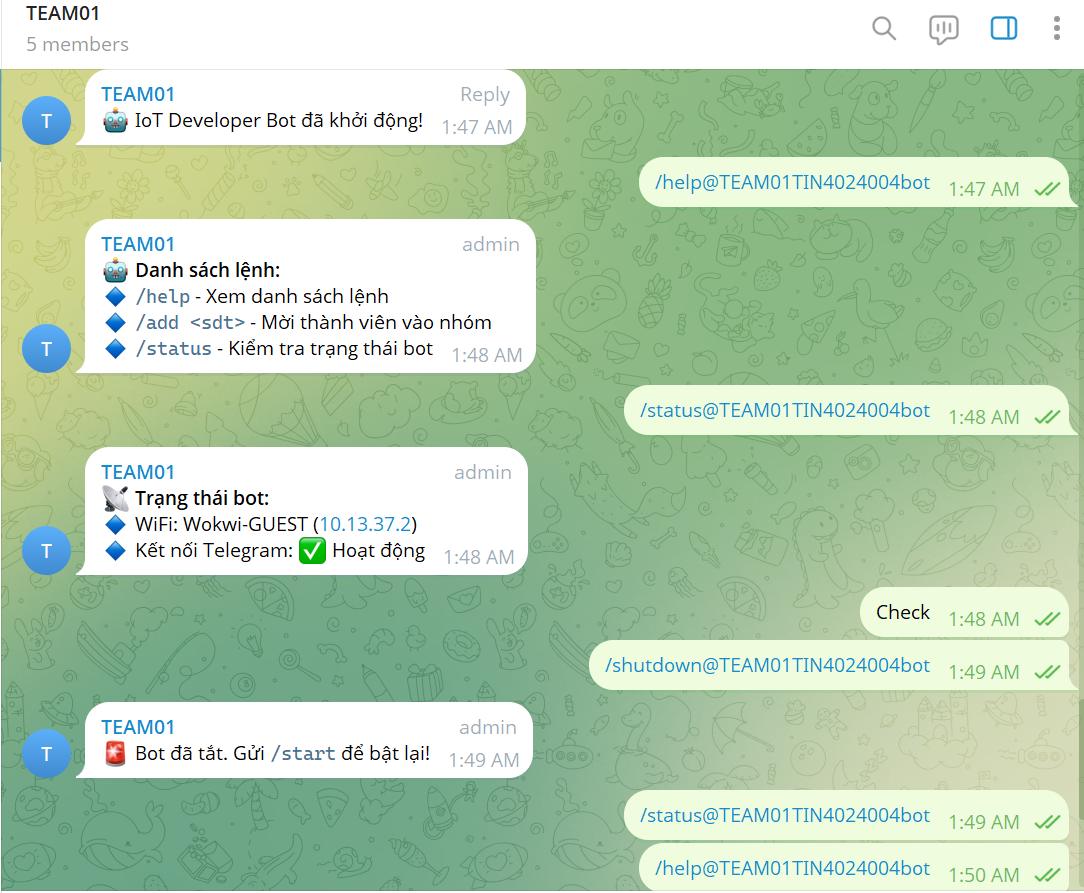 TEAM01
5 members
TEAM01 Reply
🤖 IoT Developer Bot đã khởi động! 1:47 AM
T
/help@TEAM01TIN4024004bot 1:47 AM
TEAM01 admin
🤖 Danh sách lệnh:
🔷 /help - Xem danh sách lệnh
🔷 /add <sdt> - Mời thành viên vào nhóm
🔷 /status - Kiểm tra trạng thái bot 1:48 AM
T
/status@TEAM01TIN4024004bot 1:48 AM
TEAM01 admin
📡 Trạng thái bot:
🔷 WiFi: Wokwi-GUEST (10.13.37.2)
🔷 Kết nối Telegram: ✅ Hoạt động 1:48 AM
T
Check 1:48 AM
/shutdown@TEAM01TIN4024004bot 1:49 AM
TEAM01 admin
🚨 Bot đã tắt. Gửi /start để bật lại! 1:49 AM
T
/status@TEAM01TIN4024004bot 1:49 AM
/help@TEAM01TIN4024004bot 1:50 AM